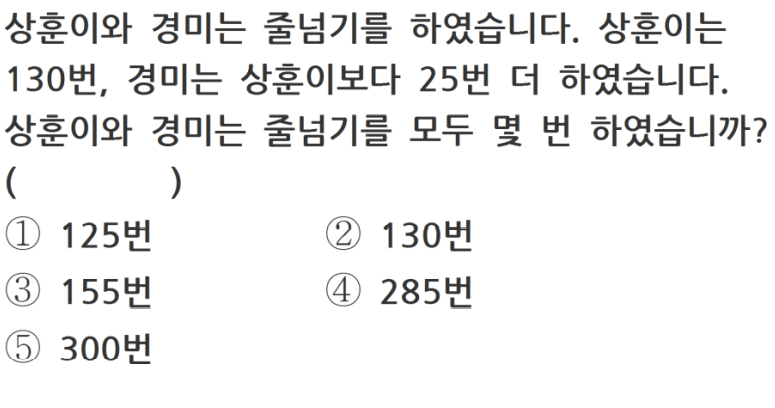 상훈이와 경미는 줄넘기를 하였습니다. 상훈이는
130번, 경미는 상훈이보다 25번 더 하였습니다.
상훈이와 경미는 줄넘기를 모두 몇 번 하였습니까?
(          )
① 125번 ② 130번
③ 155번 ④ 285번
⑤ 300번